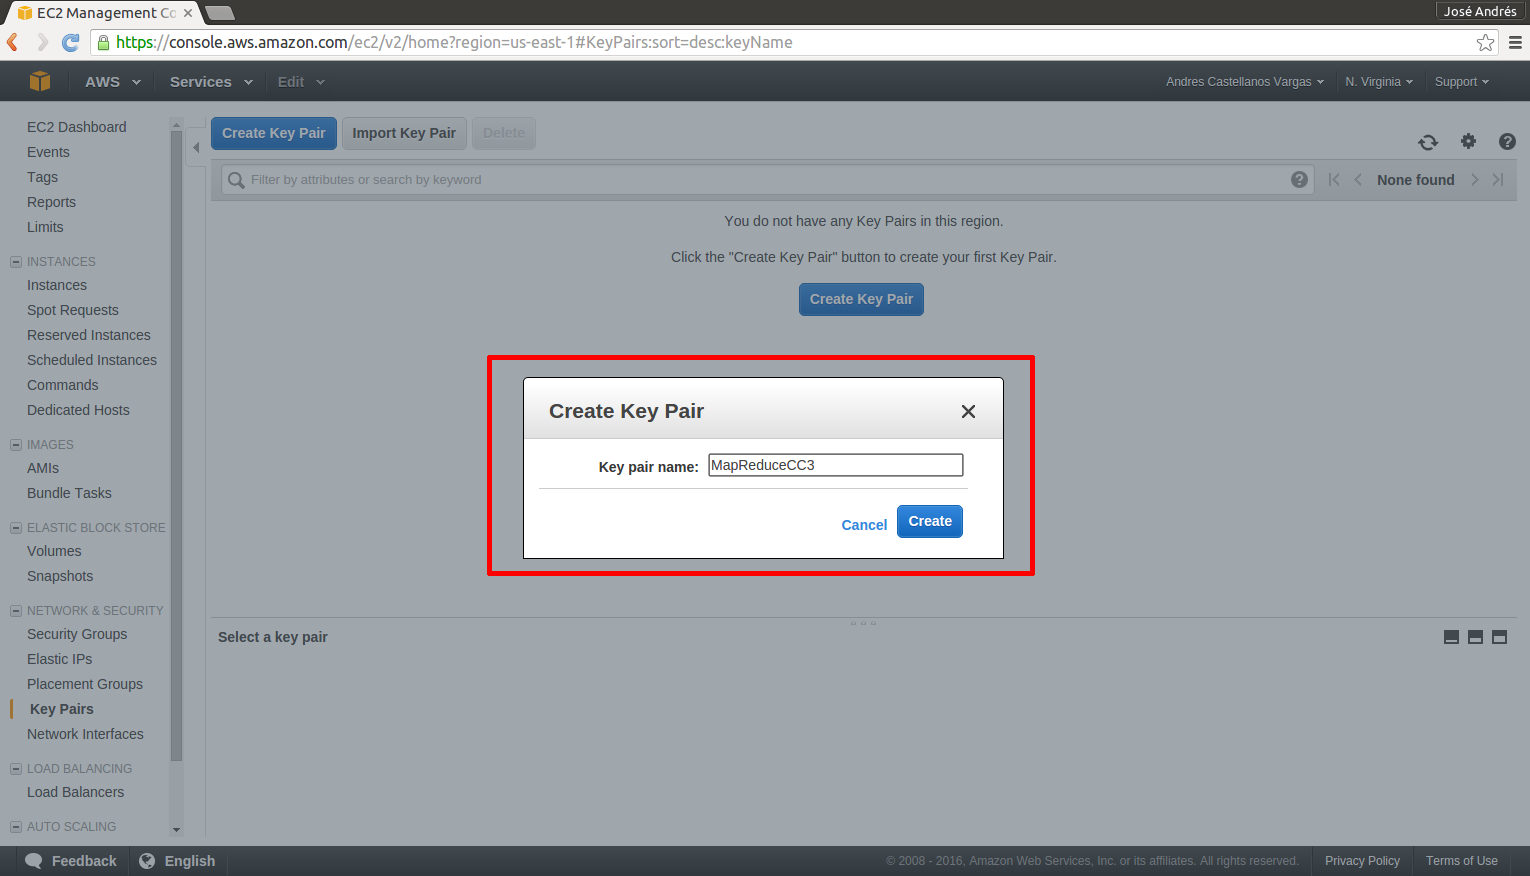 EC2 Management Co
José Andrés
https://console.aws.amazon.com/ec2/v2/home?region=us-east-1#KeyPairs:sort=desc:keyName
AWS Services Edit Andres Castellanos Vargas N. Virginia Support
EC2 Dashboard
Events
Tags
Reports
Limits
INSTANCES
Instances
Spot Requests
Reserved Instances
Scheduled Instances
Commands
Dedicated Hosts
IMAGES
AMIs
Bundle Tasks
ELASTIC BLOCK STORE
Volumes
Snapshots
NETWORK & SECURITY
Security Groups
Elastic IPs
Placement Groups
Key Pairs
Network Interfaces
LOAD BALANCING
Load Balancers
AUTO SCALING
Create Key Pair Import Key Pair Delete
Filter by attributes or search by keyword
None found
You do not have any Key Pairs in this region.
Click the "Create Key Pair" button to create your first Key Pair.
Create Key Pair
Create Key Pair
Key pair name: MapReduceCC3
Cancel Create
Select a key pair
Feedback English © 2008 - 2016, Amazon Web Services, Inc. or its affiliates. All rights reserved. Privacy Policy Terms of Use